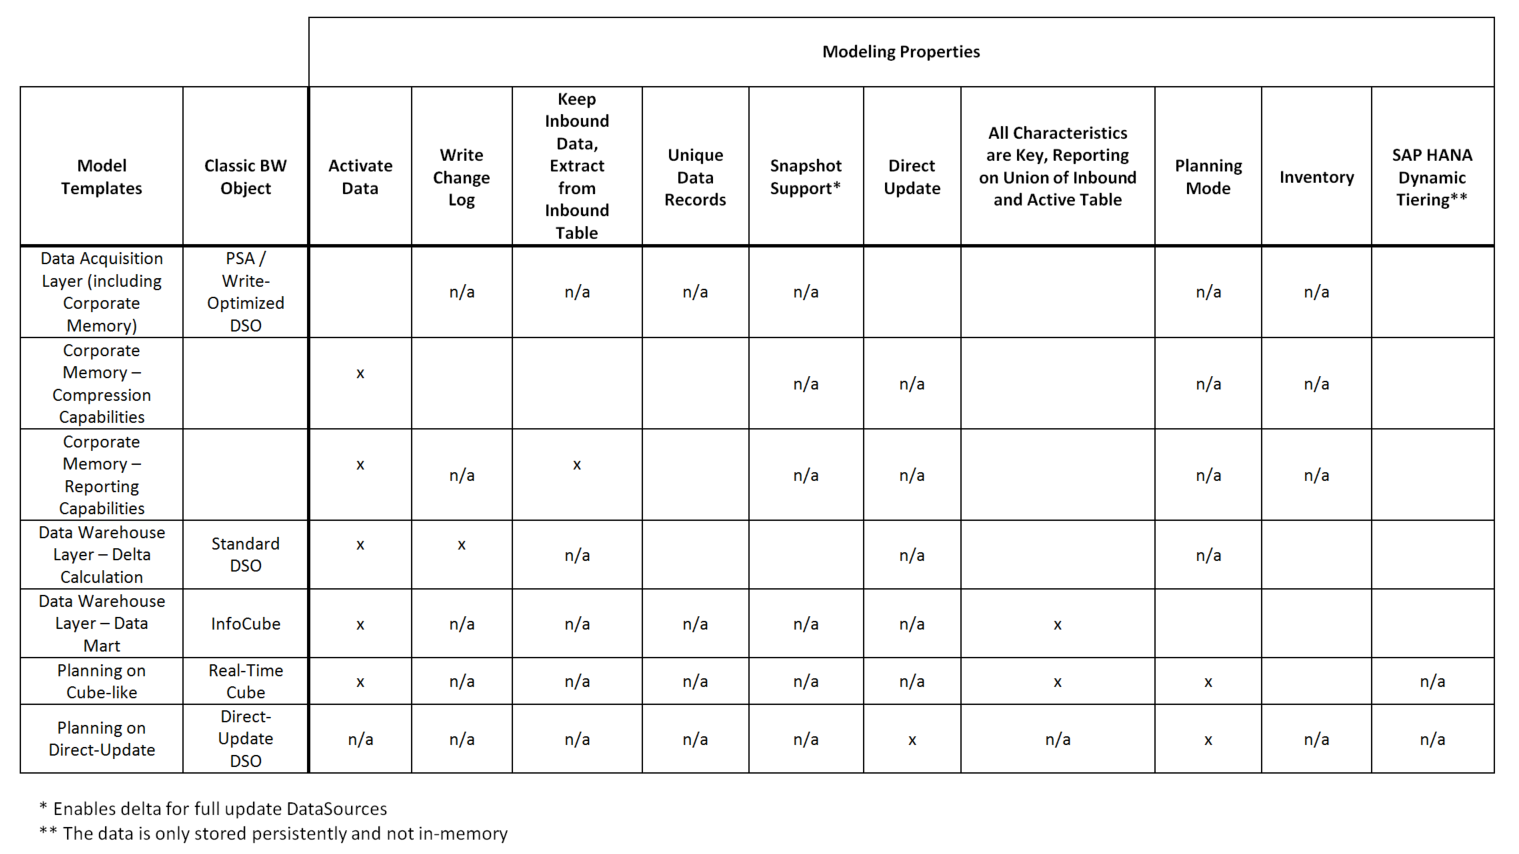 Modeling Properties
Model
Templates
Classic BW
Object
Activate
Data
Write
Change
Log
Keep
Inbound
Data,
Extract
from
Inbound
Table
Unique
Data
Records
Snapshot
Support*
Direct
Update
All Characteristics
are Key, Reporting
on Union of Inbound
and Active Table
Planning
Mode
Inventory
SAP HANA
Dynamic
Tiering**
Data Acquisition
Layer (including
Corporate
Memory)
PSA /
Write-
Optimized
DSO
n/a
n/a
n/a
n/a
n/a
n/a
Corporate
Memory –
Compression
Capabilities
x
n/a
n/a
n/a
n/a
Corporate
Memory –
Reporting
Capabilities
x
n/a
x
n/a
n/a
n/a
n/a
Data Warehouse
Layer – Delta
Calculation
Standard
DSO
x
x
n/a
n/a
n/a
Data Warehouse
Layer – Data
Mart
InfoCube
x
n/a
n/a
n/a
n/a
n/a
x
Planning on
Cube-like
Real-Time
Cube
x
n/a
n/a
n/a
n/a
n/a
x
x
n/a
Planning on
Direct-Update
Direct-
Update
DSO
n/a
n/a
n/a
n/a
n/a
x
n/a
x
n/a
n/a
* Enables delta for full update DataSources
** The data is only stored persistently and not in-memory